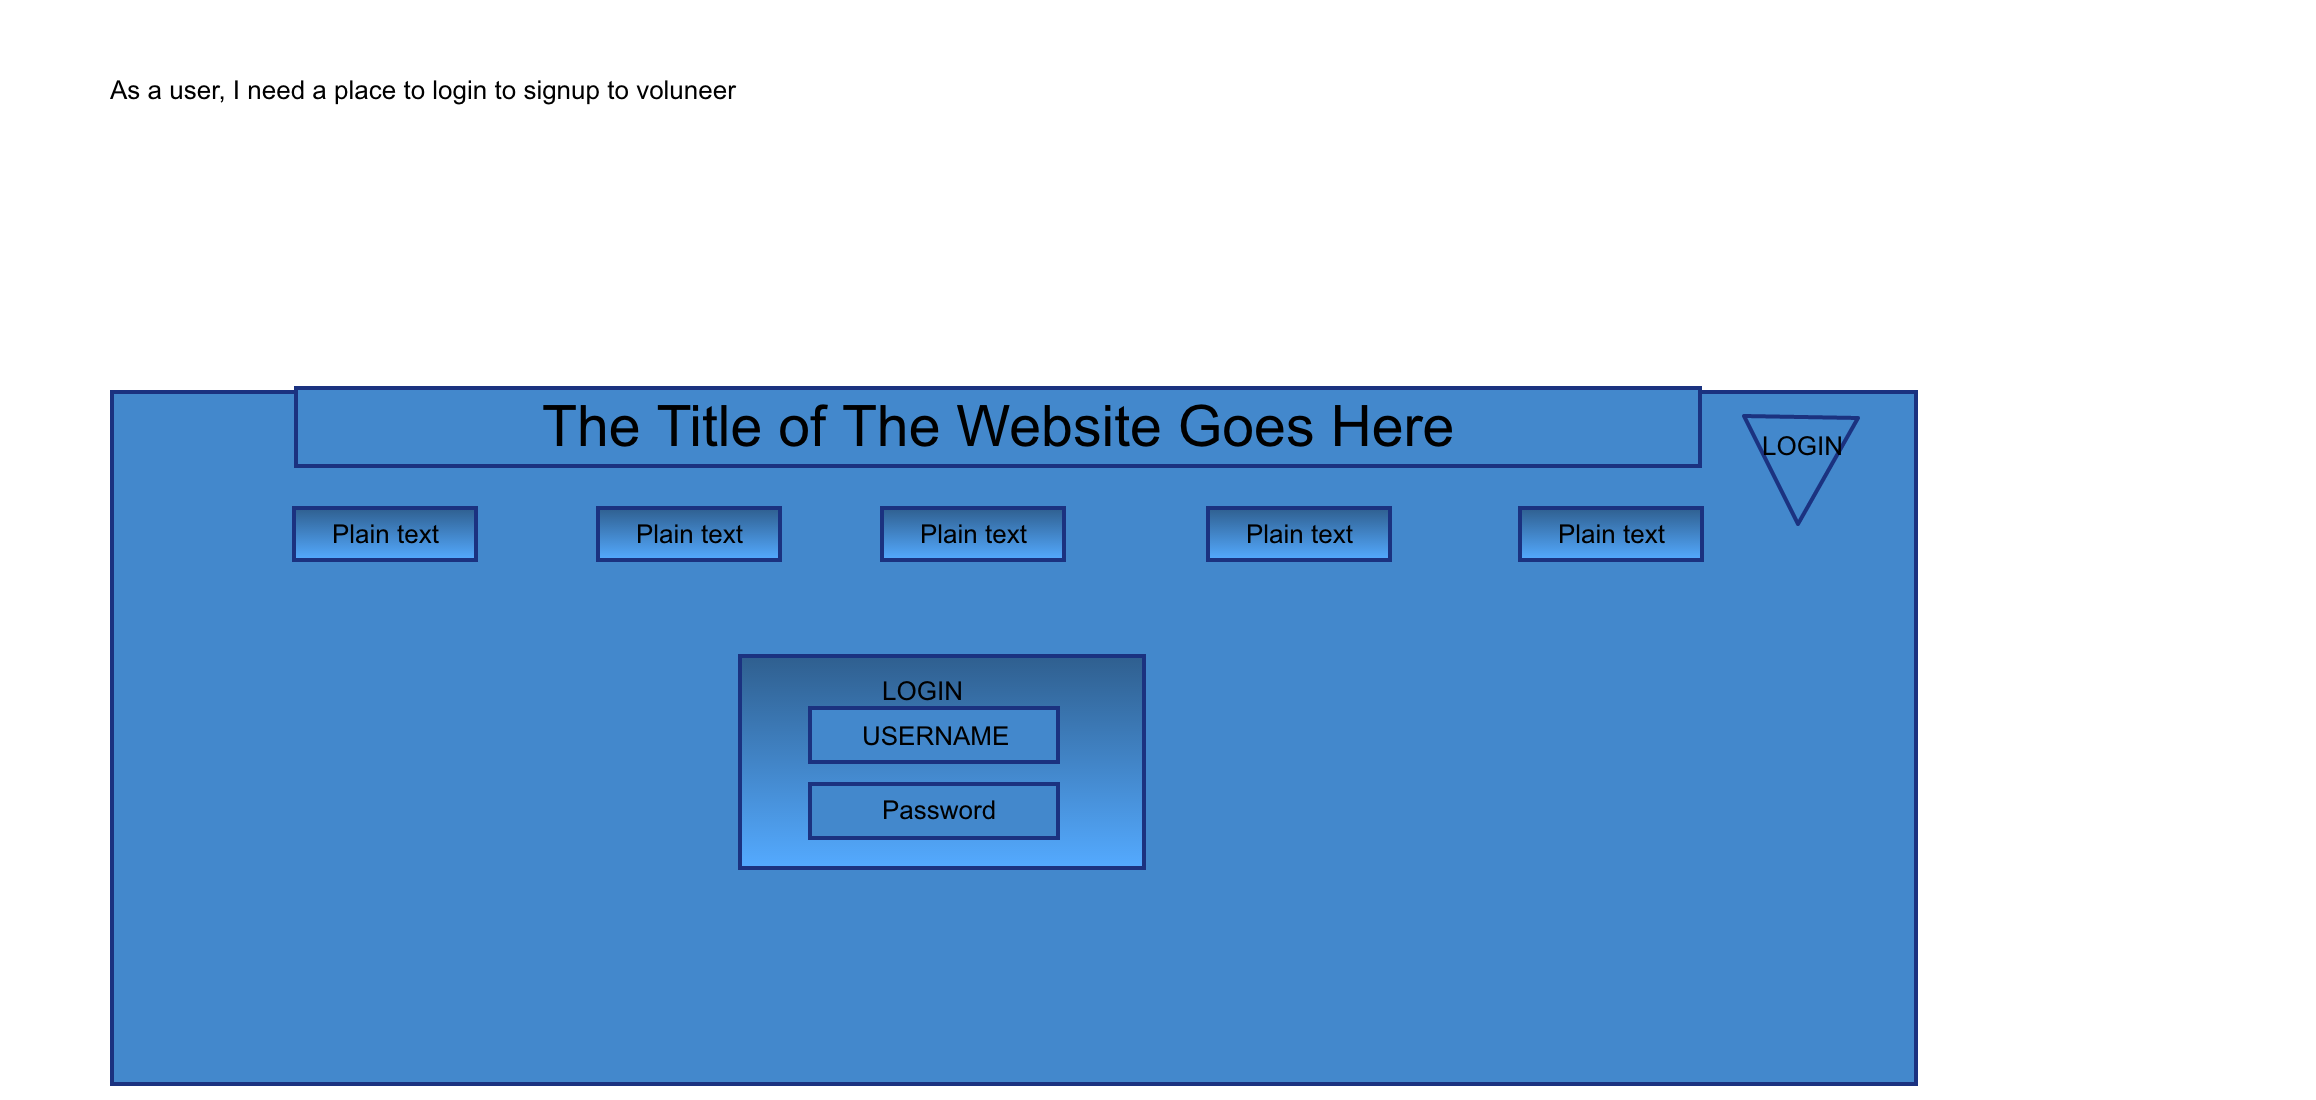 As a user, I need a place to login to signup to voluneer
The Title of The Website Goes Here
LOGIN
Plain text
Plain text
Plain text
Plain text
Plain text
LOGIN
USERNAME
Password